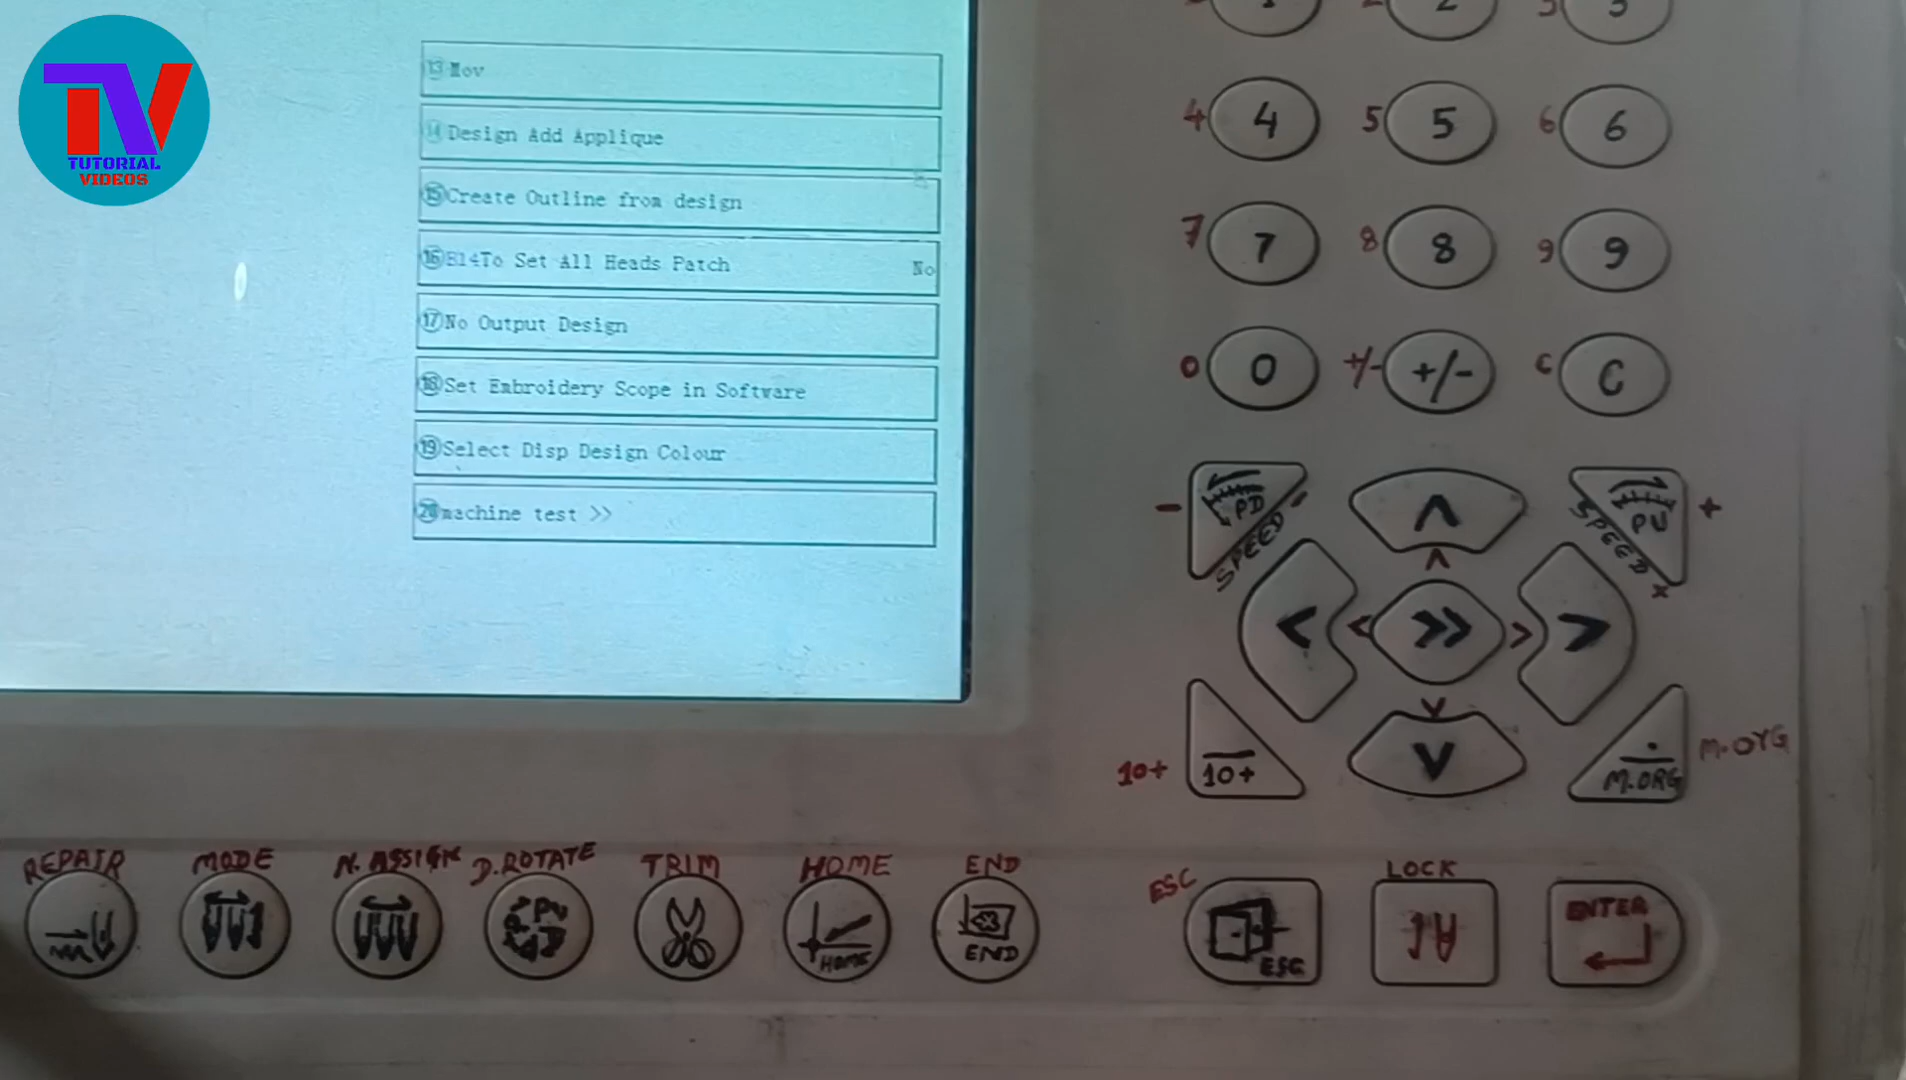 TV
TUTORIAL
VIDEOS
13 Mov
14 Design Add Applique
15 Create Outline from design
16 B14To Set All Heads Patch No
17 No Output Design
18 Set Embroidery Scope in Software
19 Select Disp Design Colour
20 machine test >>
1 2 2 3 3
4 4 5 5 6 6
7 7 8 8 9 9
0 0 +/- +/- C C
- PD SPEED -
^
^
PU SPEED +
+
< < >> > >
v
v
10+ 10+
M.ORG M.ORG
REPAIR
MODE
N. ASSIGN
D. ROTATE
PU
D
TRIM
HOME
HOME
END
END
ESC
ESC
LOCK
ENTER